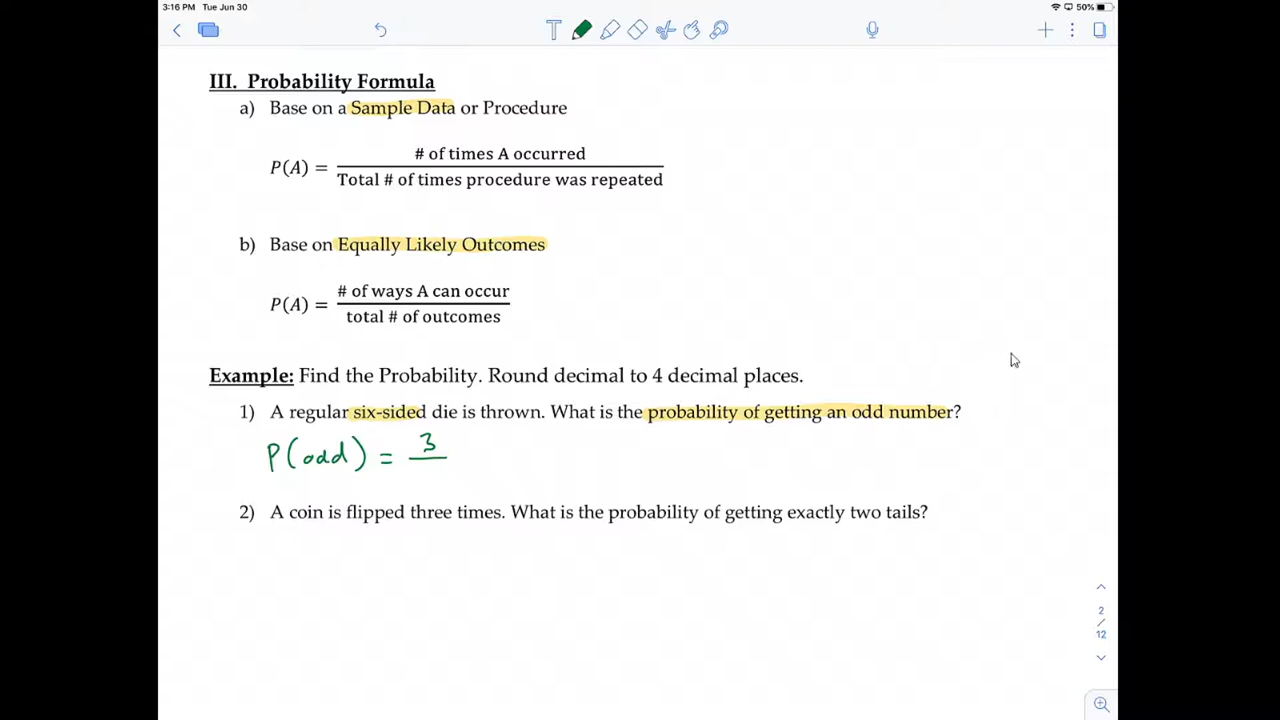 3:16 PM Tue Jun 30
50%
T
III. Probability Formula
a) Base on a Sample Data or Procedure
P(A) = # of times A occurred / Total # of times procedure was repeated
b) Base on Equally Likely Outcomes
P(A) = # of ways A can occur / total # of outcomes
Example: Find the Probability. Round decimal to 4 decimal places.
1) A regular six-sided die is thrown. What is the probability of getting an odd number?
P(odd) = 3/
2) A coin is flipped three times. What is the probability of getting exactly two tails?
2
/
12